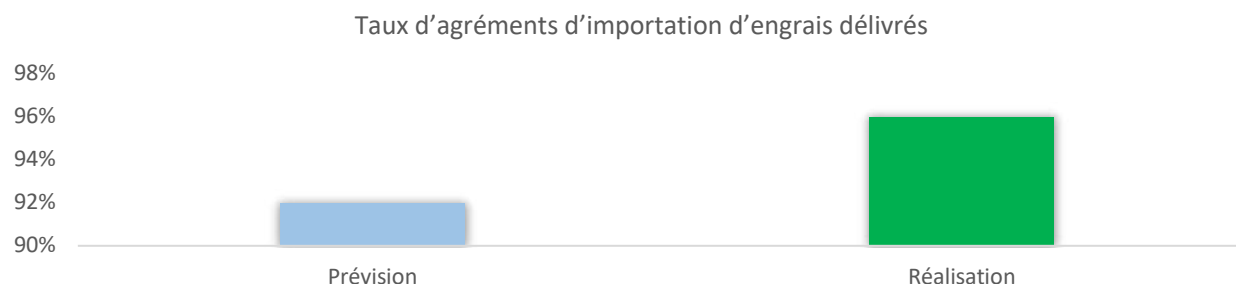 Taux d’agréments d’importation d’engrais délivrés
98%
96%
94%
92%
90%
Prévision
Réalisation